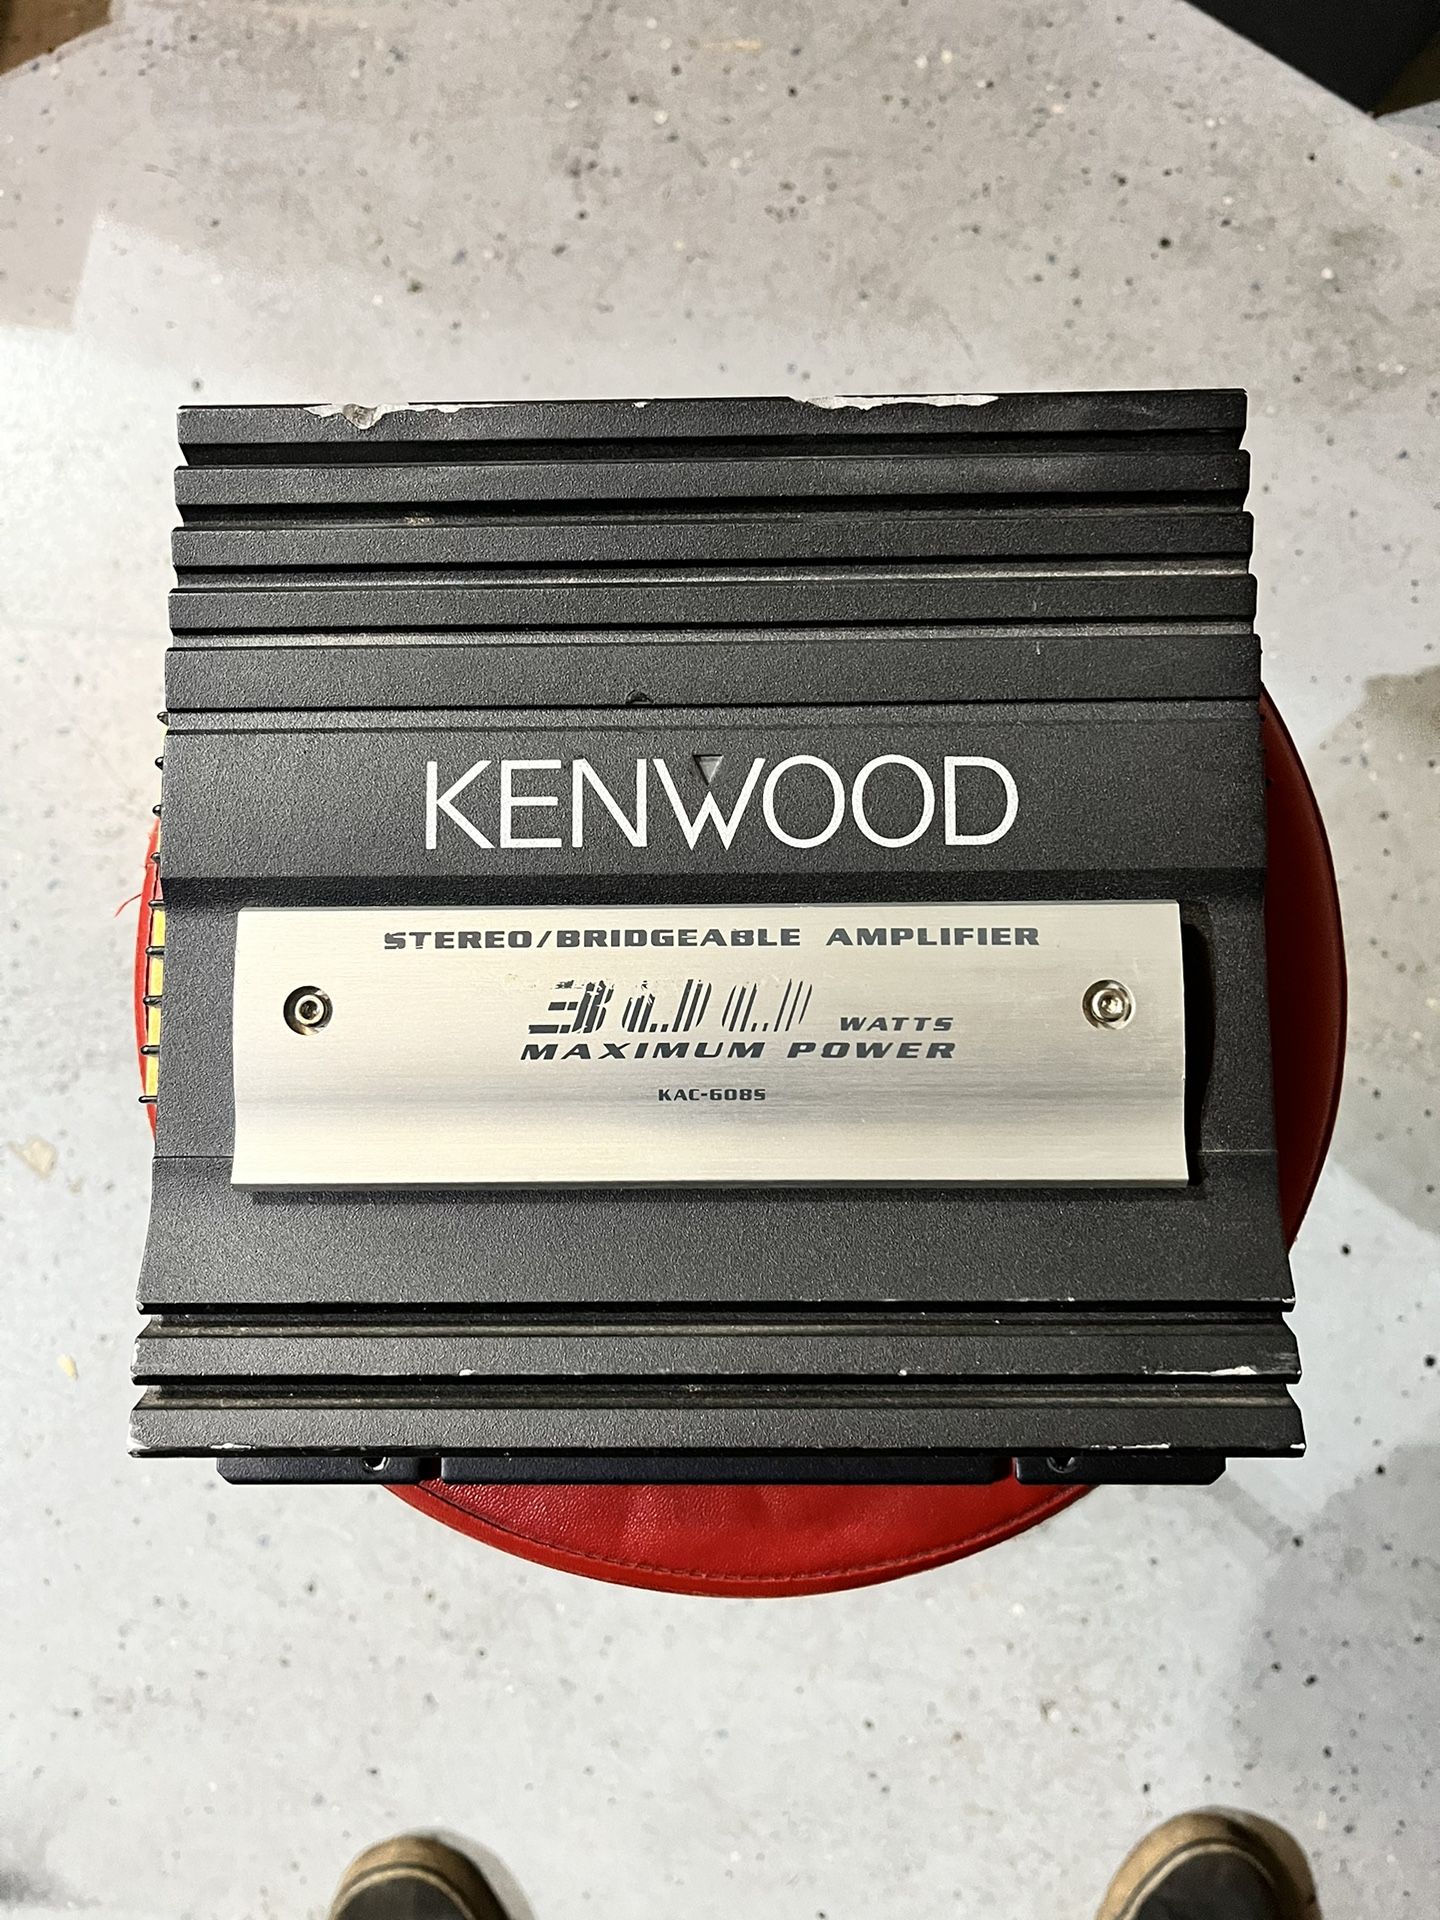 KENWOOD
STEREO/BRIDGEABLE AMPLIFIER
300 WATTS
MAXIMUM POWER
KAC-608S